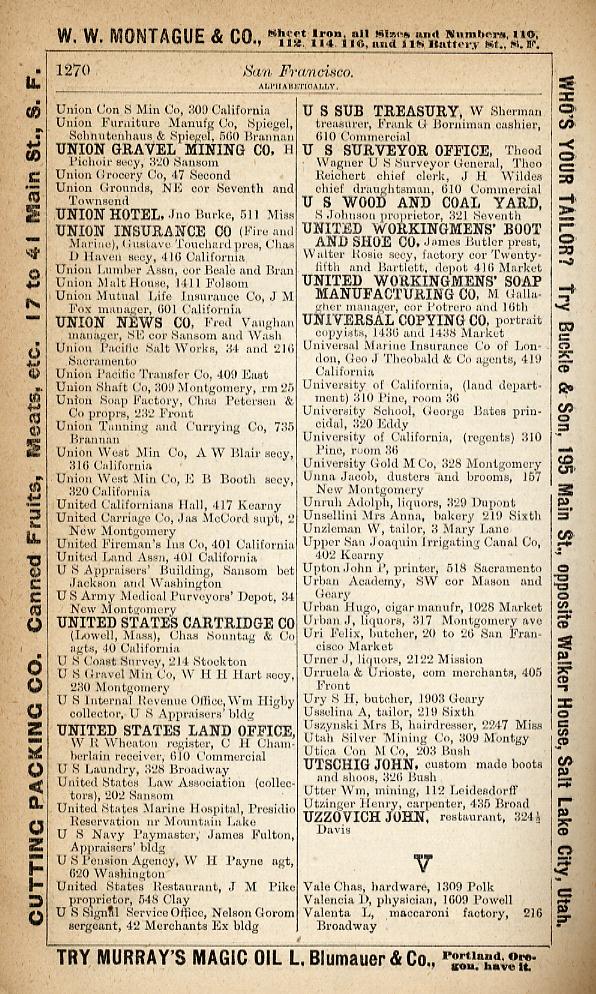 W. W. MONTAGUE & CO., Sheet Iron, all Sizes and Numbers, 110,
112, 114, 116, and 118 Battery St., S. F.
CUTTING PACKING CO. Canned Fruits, Meats, etc. 17 to 41 Main St., S. F.
1270 San Francisco.
ALPHABETICALLY.
Union Con S Min Co, 309 California
Union Furniture Manufg Co, Spiegel,
Schnutenhaus & Spiegel, 560 Brannan
UNION GRAVEL MINING CO, H
Pichoir secy, 320 Sansom
Union Grocery Co, 47 Second
Union Grounds, NE cor Seventh and
Townsend
UNION HOTEL, Jno Burke, 511 Miss
UNION INSURANCE CO (Fire and
Marine), Gustave Touchard pres, Chas
D Haven secy, 416 California
Union Lumber Assn, cor Beale and Bran
Union Malt House, 1411 Folsom
Union Mutual Life Insurance Co, J M
Fox manager, 601 California
UNION NEWS CO, Fred Vaughan
manager, SE cor Sansom and Wash
Union Pacific Salt Works, 34 and 216
Sacramento
Union Pacific Transfer Co, 409 East
Union Shaft Co, 309 Montgomery, rm 25
Union Soap Factory, Chas Petersen &
Co proprs, 232 Front
Union Tanning and Currying Co, 735
Brannan
Union West Min Co, A W Blair secy,
316 California
Union West Min Co, E B Booth secy,
320 California
United Californians Hall, 417 Kearny
United Carriage Co, Jas McCord supt, 2
New Montgomery
United Fireman's Ins Co, 401 California
United Land Assn, 401 California
U S Appraisers' Building, Sansom bet
Jackson and Washington
U S Army Medical Purveyors' Depot, 34
New Montgomery
UNITED STATES CARTRIDGE CO
(Lowell, Mass), Chas Sonntag & Co
agts, 40 California
U S Coast Survey, 214 Stockton
U S Gravel Min Co, W H H Hart secy,
230 Montgomery
U S Internal Revenue Office, Wm Higby
collector, U S Appraisers' bldg
UNITED STATES LAND OFFICE,
W R Wheaton register, C H Cham-
berlain receiver, 610 Commercial
U S Laundry, 328 Broadway
United States Law Association (collec-
tors), 202 Sansom
United States Marine Hospital, Presidio
Reservation nr Mountain Lake
U S Navy Paymaster, James Fulton,
Appraisers' bldg
U S Pension Agency, W H Payne agt,
620 Washington
United States Restaurant, J M Pike
proprietor, 548 Clay
U S Signal Service Office, Nelson Gorom
sergeant, 42 Merchants Ex bldg
U S SUB TREASURY, W Sherman
treasurer, Frank G Borniman cashier,
610 Commercial
U S SURVEYOR OFFICE, Theod
Wagner U S Surveyor General, Theo
Reichert chief clerk, J H Wildes
chief draughtsman, 610 Commercial
U S WOOD AND COAL YARD,
S Johnson proprietor, 321 Seventh
UNITED WORKINGMENS' BOOT
AND SHOE CO, James Butler prest,
Walter Rosie secy, factory cor Twenty-
fifth and Bartlett, depot 416 Market
UNITED WORKINGMENS' SOAP
MANUFACTURING CO, M Galla-
gher manager, cor Potrero and 16th
UNIVERSAL COPYING CO, portrait
copyists, 1436 and 1438 Market
Universal Marine Insurance Co of Lon-
don, Geo J Theobald & Co agents, 419
California
University of California, (land depart-
ment) 310 Pine, room 36
University School, George Bates prin-
cidal, 320 Eddy
University of California, (regents) 310
Pine, room 36
University Gold M Co, 328 Montgomery
Unna Jacob, dusters and brooms, 157
New Montgomery
Unruh Adolph, liquors, 329 Dupont
Unsellini Mrs Anna, bakery 219 Sixth
Unzleman W, tailor, 3 Mary Lane
Upper San Joaquin Irrigating Canal Co,
402 Kearny
Upton John P, printer, 518 Sacramento
Urban Academy, SW cor Mason and
Geary
Urban Hugo, cigar manufr, 1028 Market
Urban J, liquors, 317 Montgomery ave
Uri Felix, butcher, 20 to 26 San Fran-
cisco Market
Urner J, liquors, 2122 Mission
Urruela & Urioste, com merchants, 405
Front
Ury S H, butcher, 1903 Geary
Usselina A, tailor, 219 Sixth
Uszynski Mrs B, hairdresser, 2247 Miss
Utah Silver Mining Co, 309 Montgy
Utica Con M Co, 203 Bush
UTSCHIG JOHN, custom made boots
and shoes, 326 Bush
Utter Wm, mining, 112 Leidesdorff
Utzinger Henry, carpenter, 435 Broad
UZZOVICH JOHN, restaurant, 324½
Davis
V
Vale Chas, hardware, 1309 Polk
Valencia D, physician, 1609 Powell
Valenta L, maccaroni factory, 216
Broadway
WHO'S YOUR TAILOR? Try Buckle & Son, 195 Main St., opposite Walker House, Salt Lake City, Utah.
TRY MURRAY'S MAGIC OIL L. Blumauer & Co., Portland, Ore-
gon, have it.